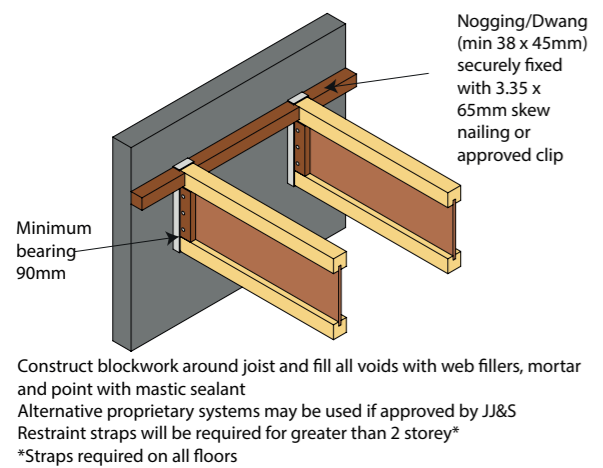 Nogging/Dwang
(min 38 x 45mm)
securely fixed
with 3.35 x
65mm skew
nailing or
approved clip
Minimum
bearing
90mm
Construct blockwork around joist and fill all voids with web fillers, mortar
and point with mastic sealant
Alternative proprietary systems may be used if approved by JJ&S
Restraint straps will be required for greater than 2 storey*
*Straps required on all floors